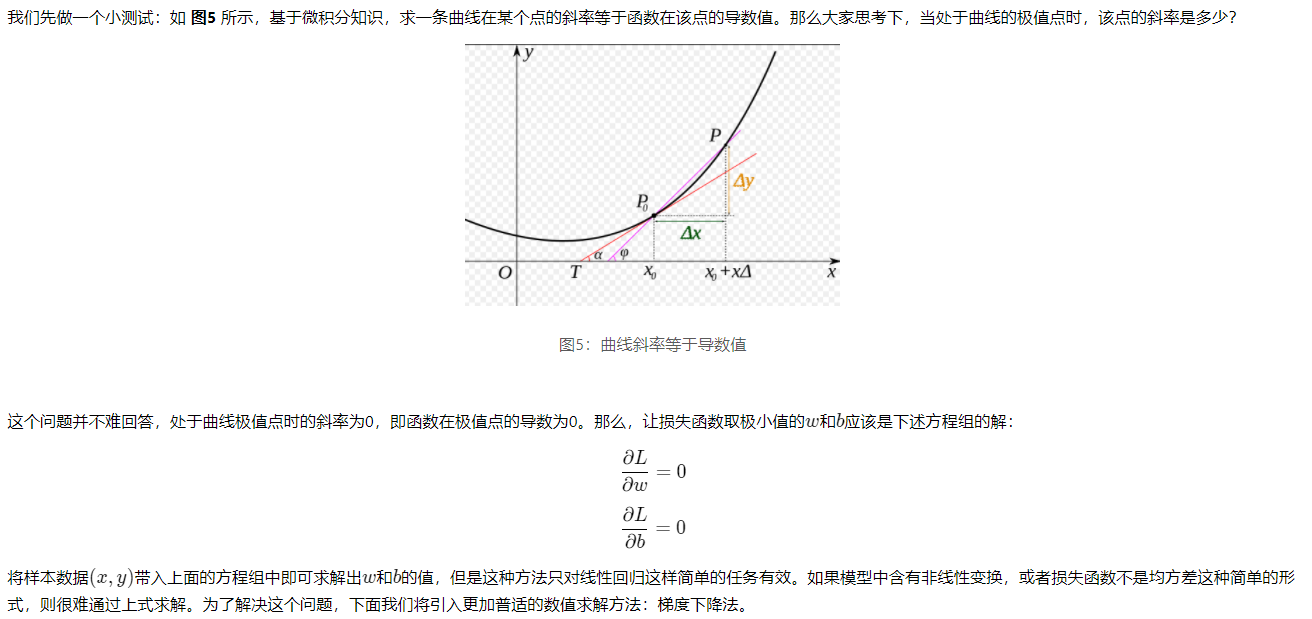 我们先做一个小测试：如 图5 所示，基于微积分知识，求一条曲线在某个点的斜率等于函数在该点的导数值。那么大家思考下，当处于曲线的极值点时，该点的斜率是多少？
y
P
Δy
P₀
Δx
α φ
O T x₀ x₀+xΔ x
图5：曲线斜率等于导数值
这个问题并不难回答，处于曲线极值点时的斜率为0，即函数在极值点的导数为0。那么，让损失函数取极小值的w和b应该是下述方程组的解：
∂L/∂w = 0
∂L/∂b = 0
将样本数据(x, y)带入上面的方程组中即可求解出w和b的值，但是这种方法只对线性回归这样简单的任务有效。如果模型中含有非线性变换，或者损失函数不是均方差这种简单的形
式，则很难通过上式求解。为了解决这个问题，下面我们将引入更加普适的数值求解方法：梯度下降法。